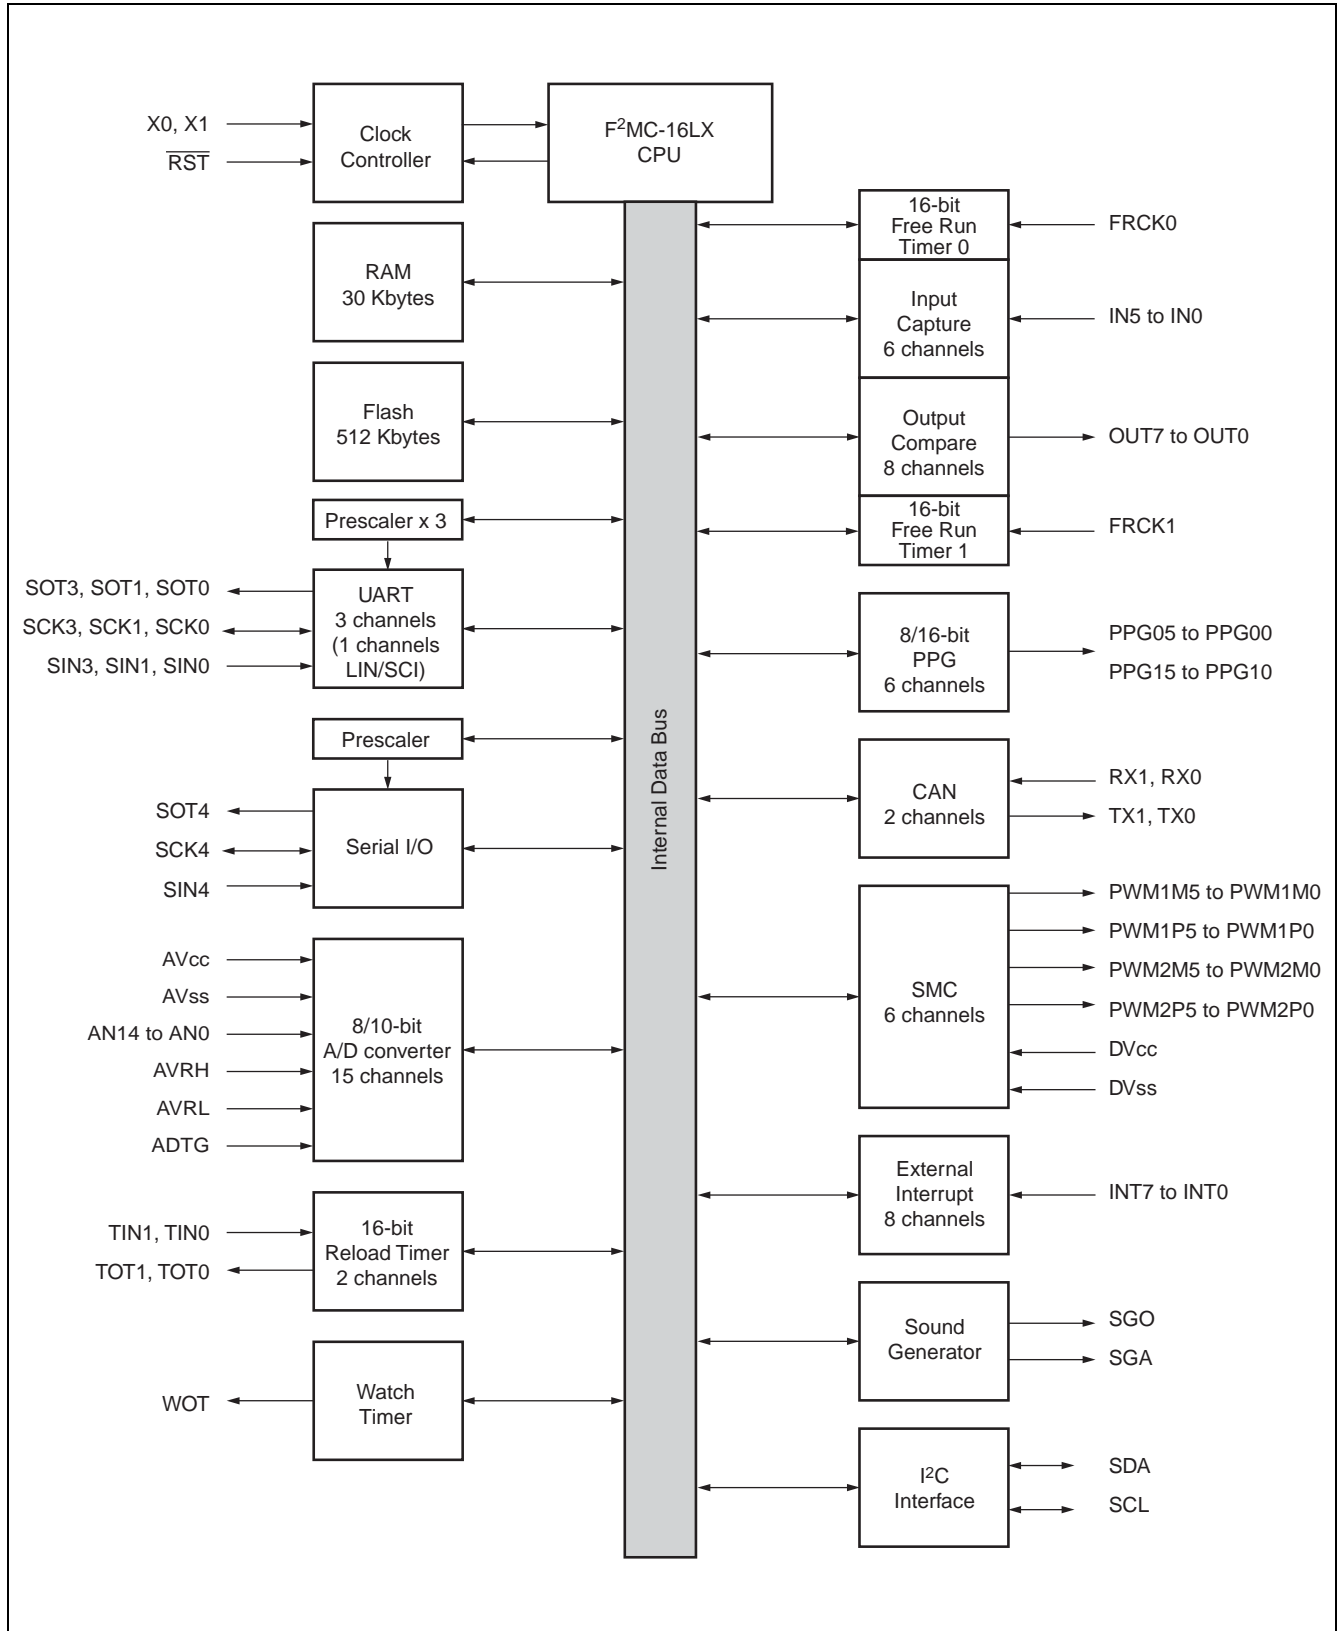 X0, X1
RST
Clock
Controller
F²MC-16LX
CPU
RAM
30 Kbytes
Flash
512 Kbytes
Prescaler x 3
SOT3, SOT1, SOT0
SCK3, SCK1, SCK0
SIN3, SIN1, SIN0
UART
3 channels
(1 channels
LIN/SCI)
Prescaler
SOT4
SCK4
SIN4
Serial I/O
AVcc
AVss
AN14 to AN0
AVRH
AVRL
ADTG
8/10-bit
A/D converter
15 channels
TIN1, TIN0
TOT1, TOT0
16-bit
Reload Timer
2 channels
WOT
Watch
Timer
Internal Data Bus
16-bit
Free Run
Timer 0
FRCK0
Input
Capture
6 channels
IN5 to IN0
Output
Compare
8 channels
OUT7 to OUT0
16-bit
Free Run
Timer 1
FRCK1
8/16-bit
PPG
6 channels
PPG05 to PPG00
PPG15 to PPG10
CAN
2 channels
RX1, RX0
TX1, TX0
SMC
6 channels
PWM1M5 to PWM1M0
PWM1P5 to PWM1P0
PWM2M5 to PWM2M0
PWM2P5 to PWM2P0
DVcc
DVss
External
Interrupt
8 channels
INT7 to INT0
Sound
Generator
SGO
SGA
I²C
Interface
SDA
SCL